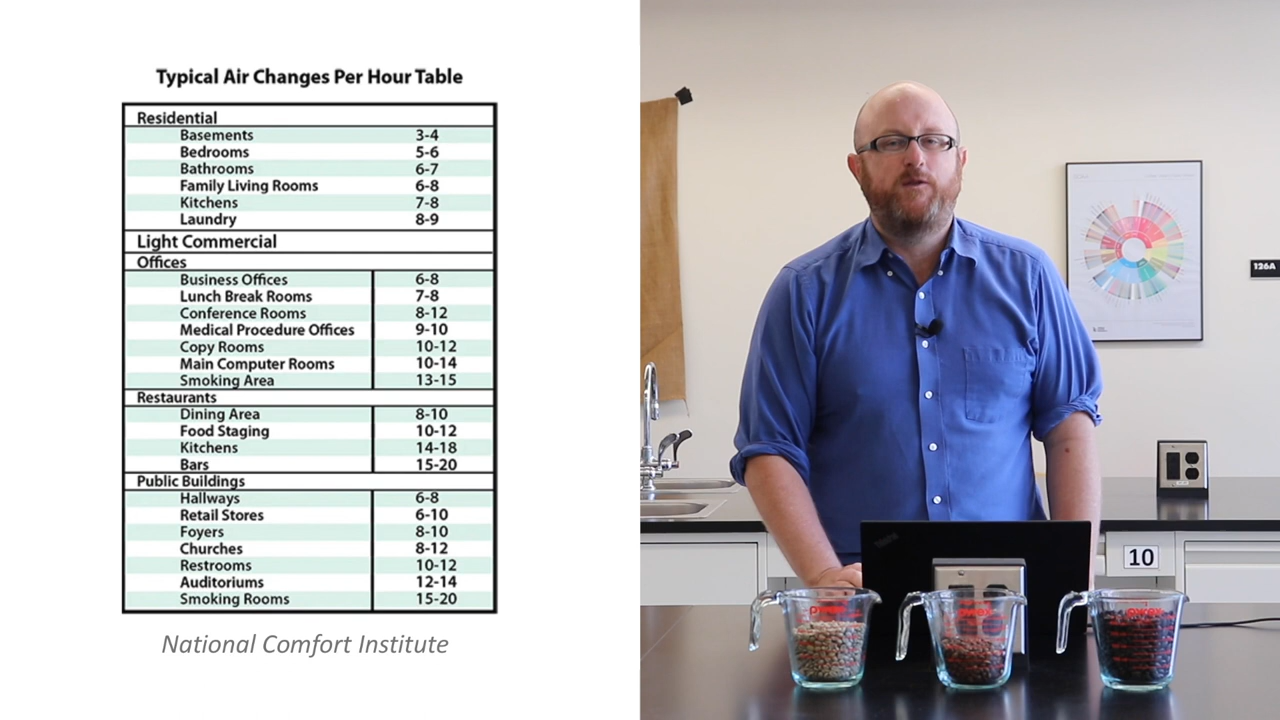 Typical Air Changes Per Hour Table
Residential
Basements 3-4
Bedrooms 5-6
Bathrooms 6-7
Family Living Rooms 6-8
Kitchens 7-8
Laundry 8-9
Light Commercial
Offices
Business Offices 6-8
Lunch Break Rooms 7-8
Conference Rooms 8-12
Medical Procedure Offices 9-10
Copy Rooms 10-12
Main Computer Rooms 10-14
Smoking Area 13-15
Restaurants
Dining Area 8-10
Food Staging 10-12
Kitchens 14-18
Bars 15-20
Public Buildings
Hallways 6-8
Retail Stores 6-10
Foyers 8-10
Churches 8-12
Restrooms 10-12
Auditoriums 12-14
Smoking Rooms 15-20
National Comfort Institute
126A
10
ThinkPad
PYREX
PYREX
PYREX